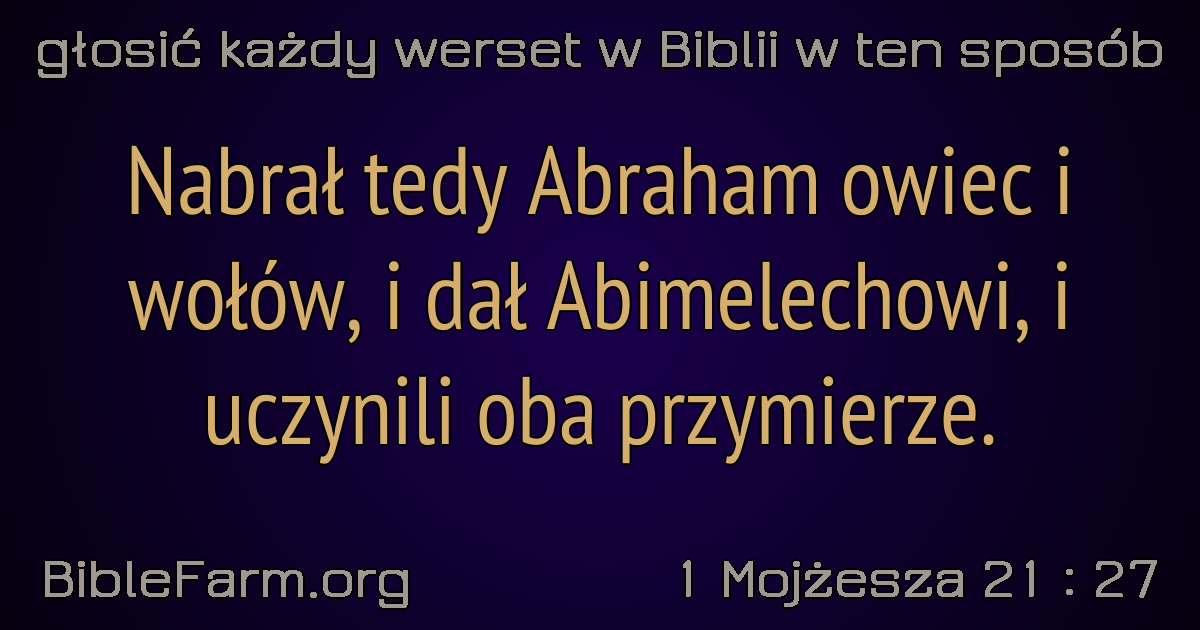 głosić każdy werset w Biblii w ten sposób
Nabrał tedy Abraham owiec i
wołów, i dał Abimelechowi, i
uczynili oba przymierze.
BibleFarm.org
1 Mojżesza 21 : 27